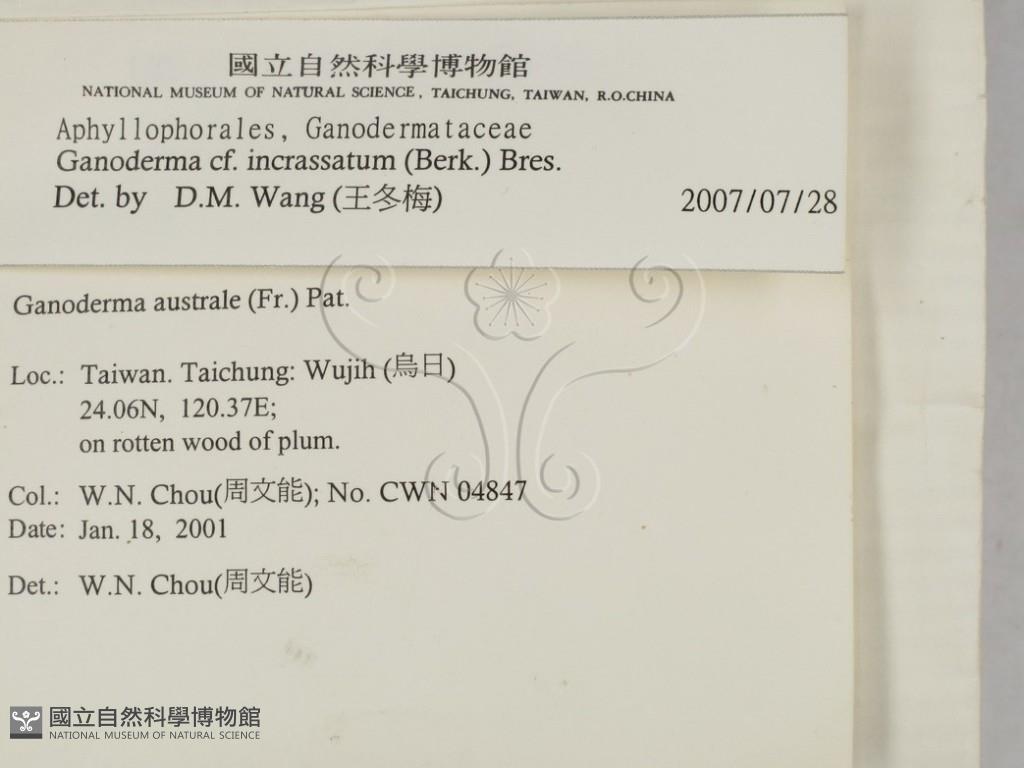 國立自然科學博物館
NATIONAL MUSEUM OF NATURAL SCIENCE, TAICHUNG, TAIWAN, R.O.CHINA
Aphyllophorales, Ganodermataceae
Ganoderma cf. incrassatum (Berk.) Bres.
Det. by D.M. Wang (王冬梅) 2007/07/28
Ganoderma australe (Fr.) Pat.
Loc.: Taiwan. Taichung: Wujih (烏日)
24.06N, 120.37E;
on rotten wood of plum.
Col.: W.N. Chou(周文能); No. CWN 04847
Date: Jan. 18, 2001
Det.: W.N. Chou(周文能)
國立自然科學博物館
NATIONAL MUSEUM OF NATURAL SCIENCE